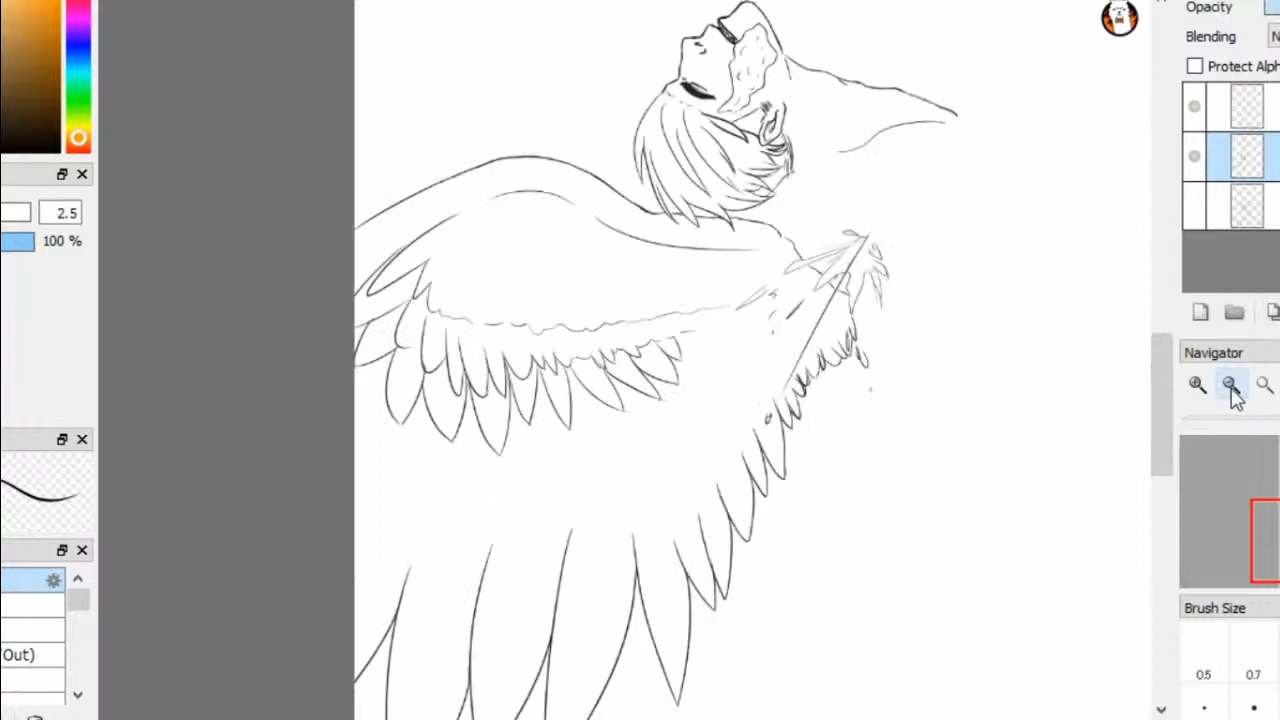 Opacity
Blending
N
Protect Alph
2.5
100 %
Navigator
Out)
Brush Size
0.5
0.7